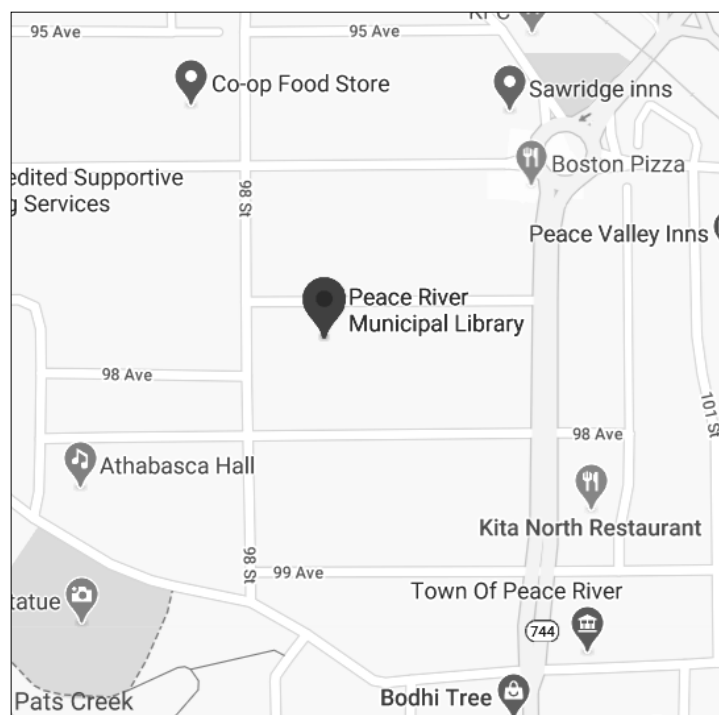 KFC
95 Ave
95 Ave
Co-op Food Store
Sawridge inns
Boston Pizza
edited Supportive
g Services
98 St
Peace Valley Inns
Peace River
Municipal Library
98 Ave
101 St
98 Ave
Athabasca Hall
Kita North Restaurant
98 St
99 Ave
Town Of Peace River
tatue
744
Pats Creek
Bodhi Tree